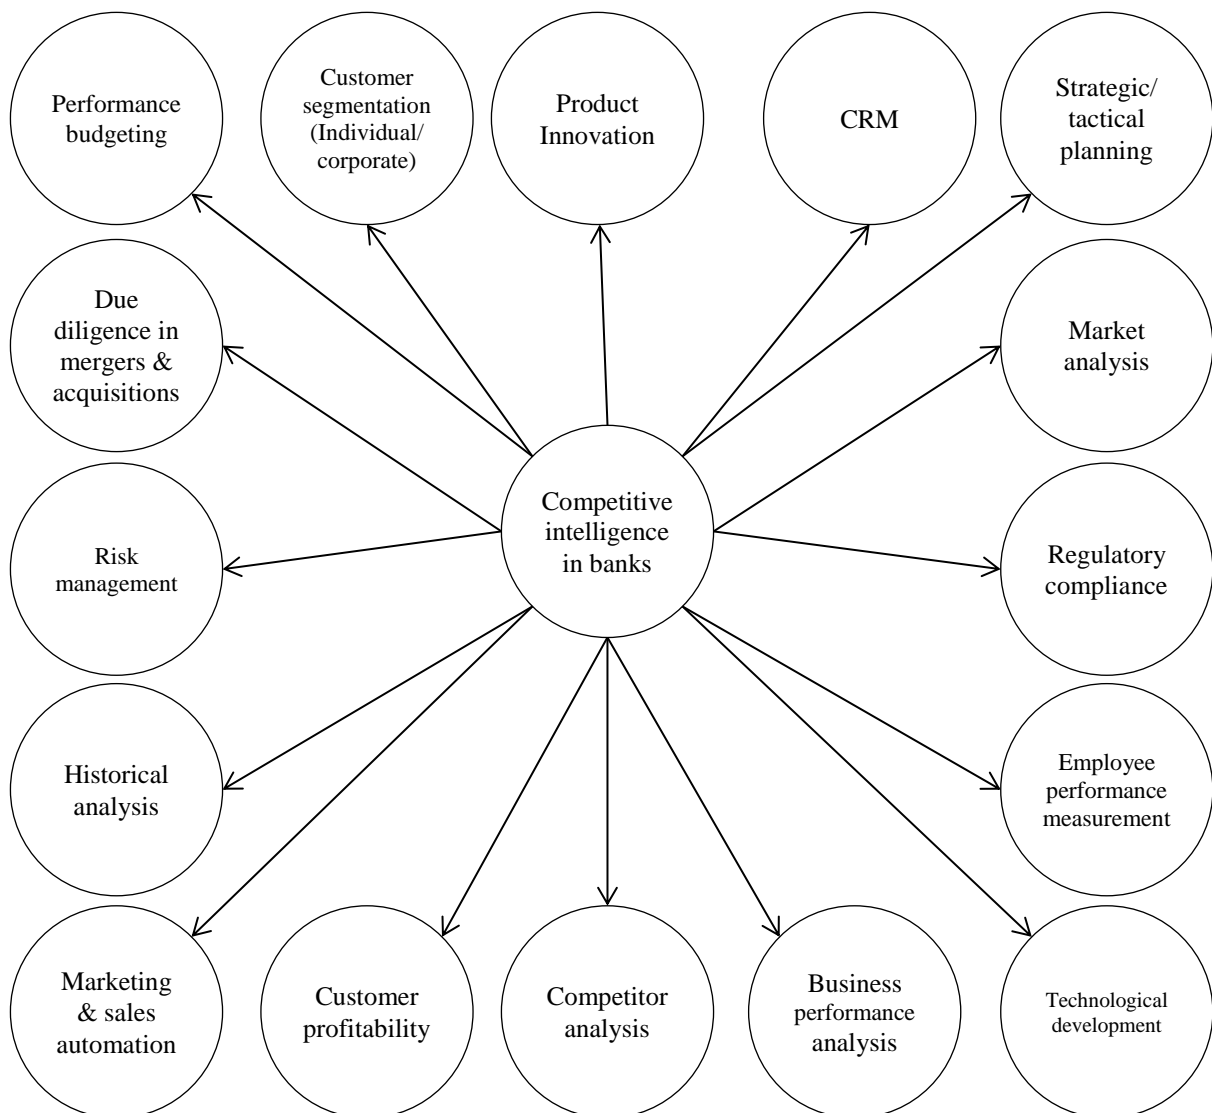 Performance
budgeting
Customer
segmentation
(Individual/
corporate)
Product
Innovation
CRM
Strategic/
tactical
planning
Due
diligence in
mergers &
acquisitions
Market
analysis
Competitive
intelligence
in banks
Risk
management
Regulatory
compliance
Historical
analysis
Employee
performance
measurement
Marketing
& sales
automation
Customer
profitability
Competitor
analysis
Business
performance
analysis
Technological
development